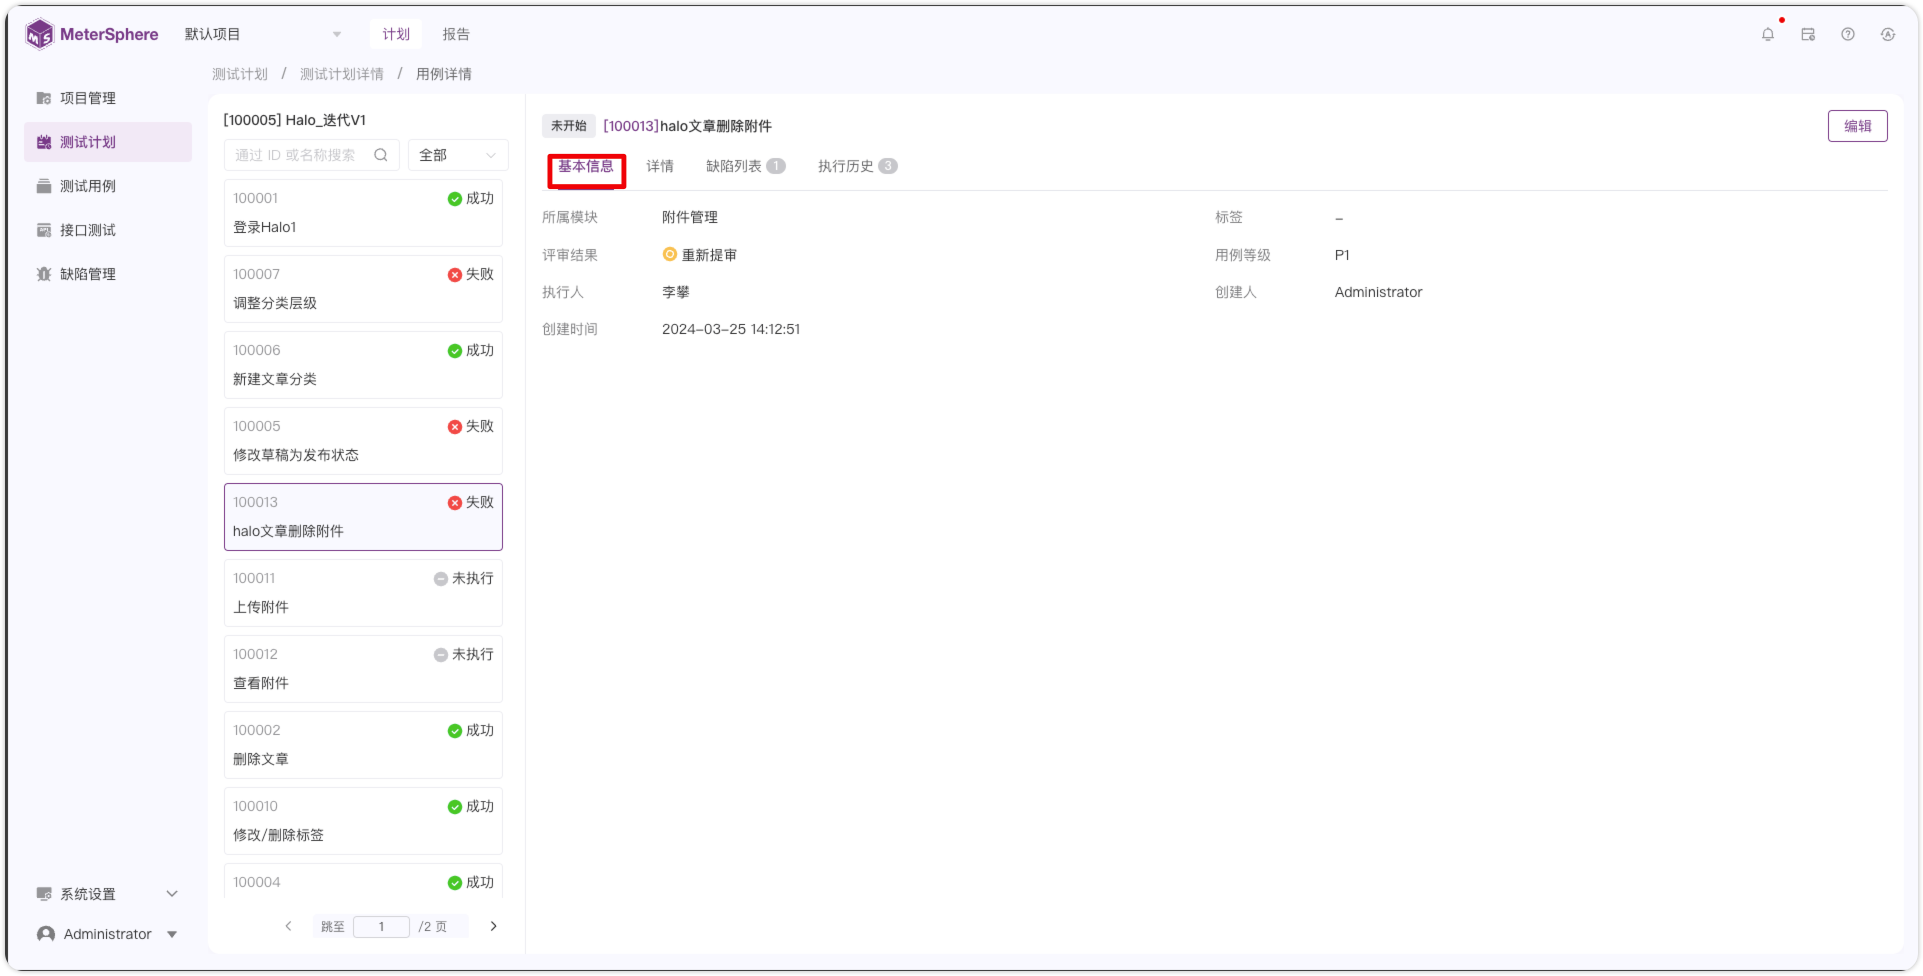 MeterSphere 默认项目 计划 报告
测试计划 / 测试计划详情 / 用例详情
项目管理
测试计划
测试用例
接口测试
缺陷管理
系统设置
Administrator
[100005] Halo_迭代V1
通过 ID 或名称搜索 全部
100001 成功
登录Halo1
100007 失败
调整分类层级
100006 成功
新建文章分类
100005 失败
修改草稿为发布状态
100013 失败
halo文章删除附件
100011 未执行
上传附件
100012 未执行
查看附件
100002 成功
删除文章
100010 成功
修改/删除标签
100004 成功
跳至 1 /2 页
未开始 [100013]halo文章删除附件 编辑
基本信息 详情 缺陷列表 1 执行历史 3
所属模块 附件管理 标签 –
评审结果 重新提审 用例等级 P1
执行人 李攀 创建人 Administrator
创建时间 2024–03–25 14:12:51